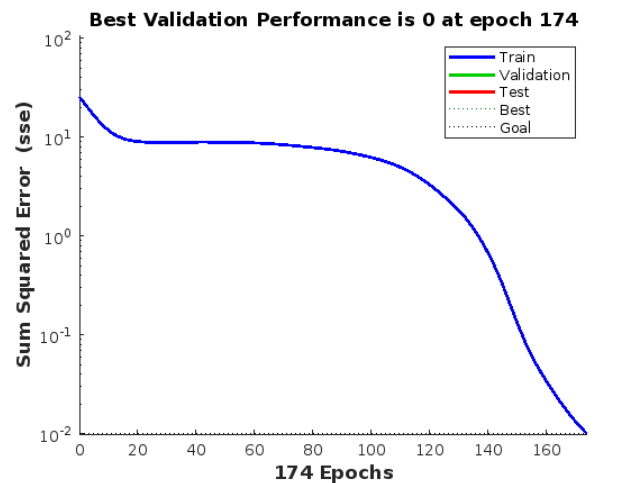 Best Validation Performance is 0 at epoch 174
10^2
10^1
10^0
10^-1
10^-2
Sum Squared Error (sse)
Train
Validation
Test
Best
Goal
0 20 40 60 80 100 120 140 160
174 Epochs